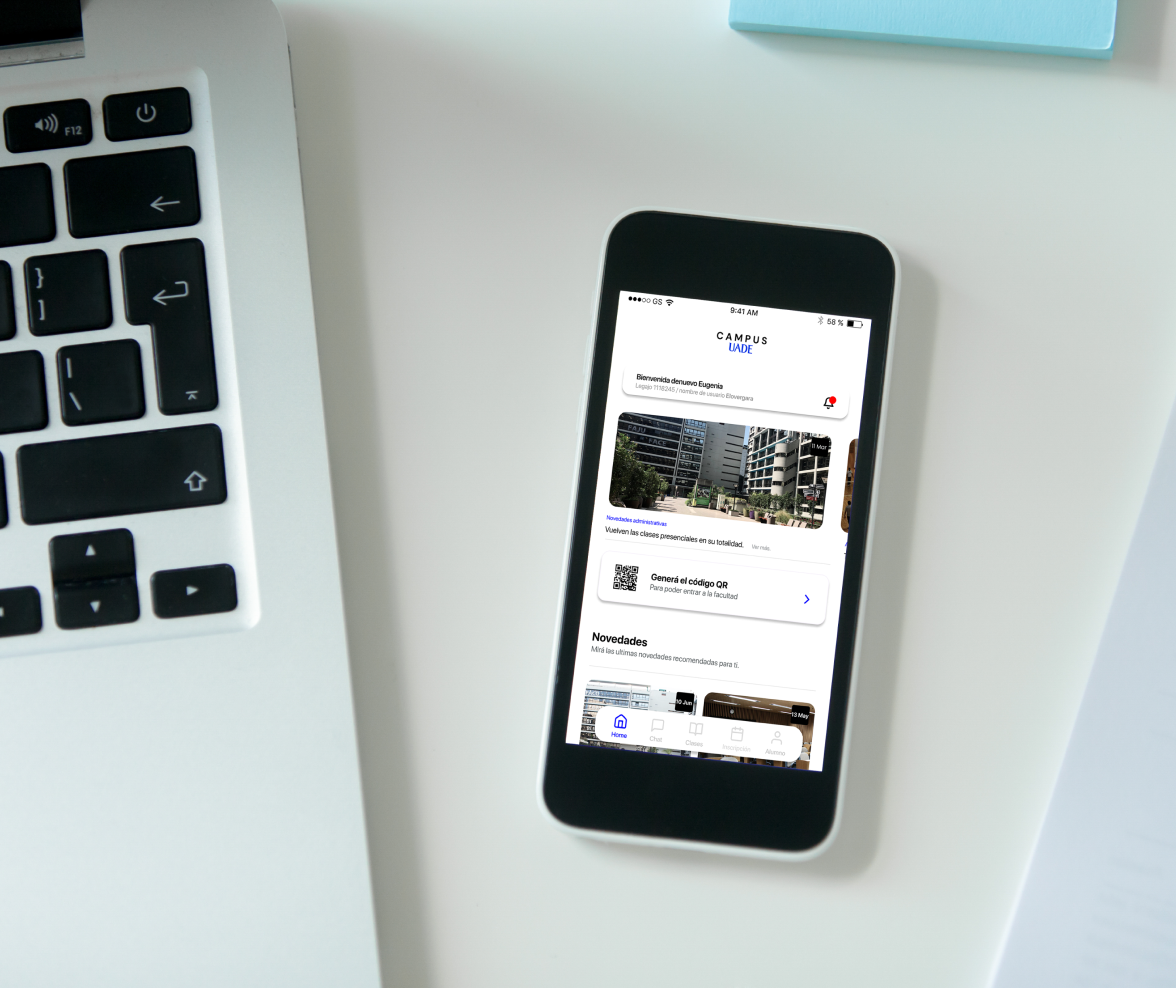 F12
}
]
|
\
GS
9:41 AM
58 %
CAMPUS
UADE
Bienvenida denuevo Eugenia
Legajo 1118245 / nombre de usuario Elovergara
FAJU
FACE
11 Mar
Novedades administrativas
Vuelven las clases presenciales en su totalidad.
Ver más.
Generá el código QR
Para poder entrar a la facultad
Novedades
Mirá las ultimas novedades recomendadas para ti.
10 Jun
13 May
Home
Chat
Clases
Inscripción
Alumno